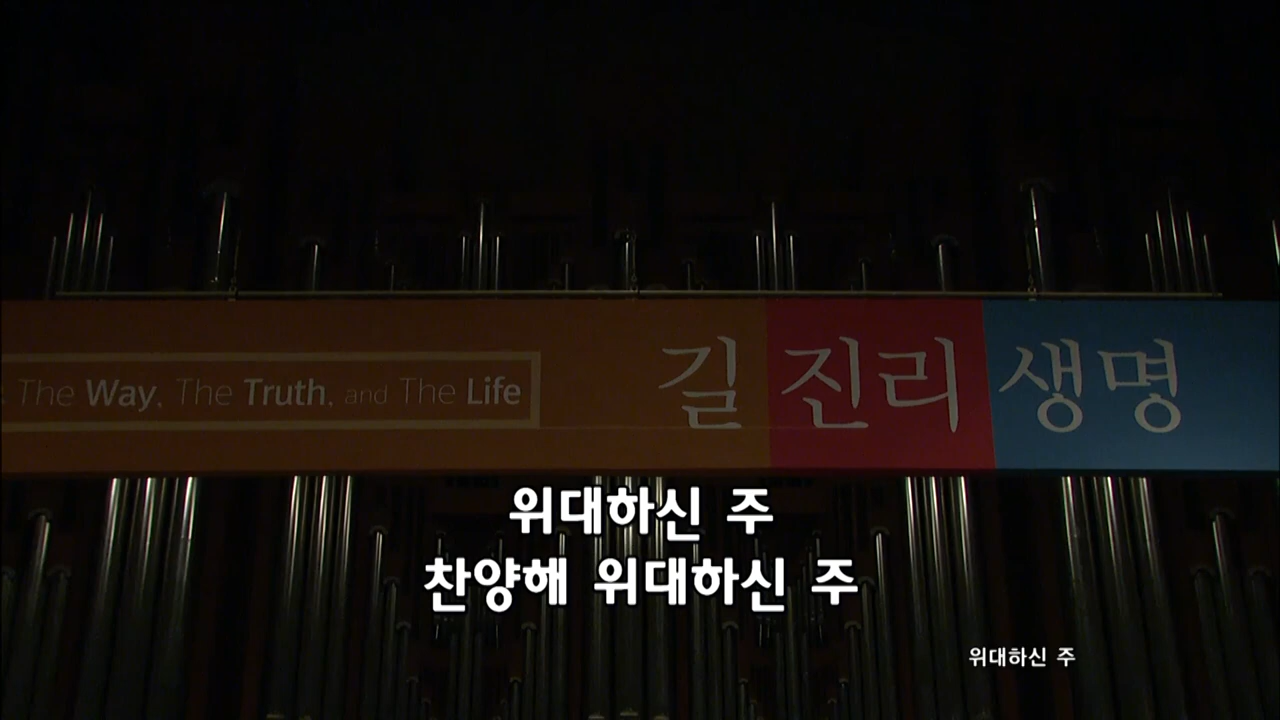 The Way, The Truth, and The Life
길 진리 생명
위대하신 주
찬양해 위대하신 주
위대하신 주